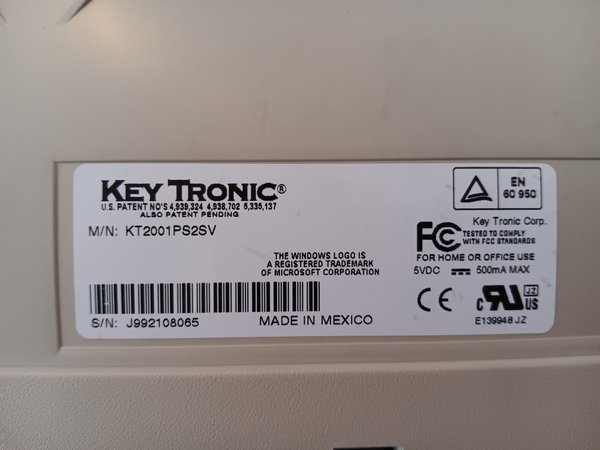 KEY TRONIC®
U.S. PATENT NO'S 4,939,324 4,938,702 5,335,137
ALSO PATENT PENDING
M/N: KT2001PS2SV
EN
60 950
Key Tronic Corp.
FC TESTED TO COMPLY
WITH FCC STANDARDS
FOR HOME OR OFFICE USE
5VDC 500mA MAX
THE WINDOWS LOGO IS
A REGISTERED TRADEMARK
OF MICROSOFT CORPORATION
CE
C RU US
JZ
E139948 JZ
S/N: J992108065
MADE IN MEXICO